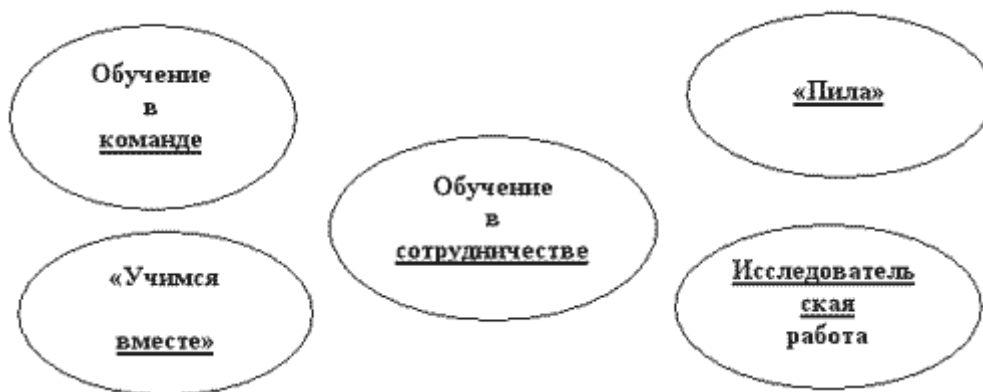 Обучение
в
команде
«Пила»
Обучение
в
сотрудничестве
«Учимся
вместе»
Исследователь
ская
работа